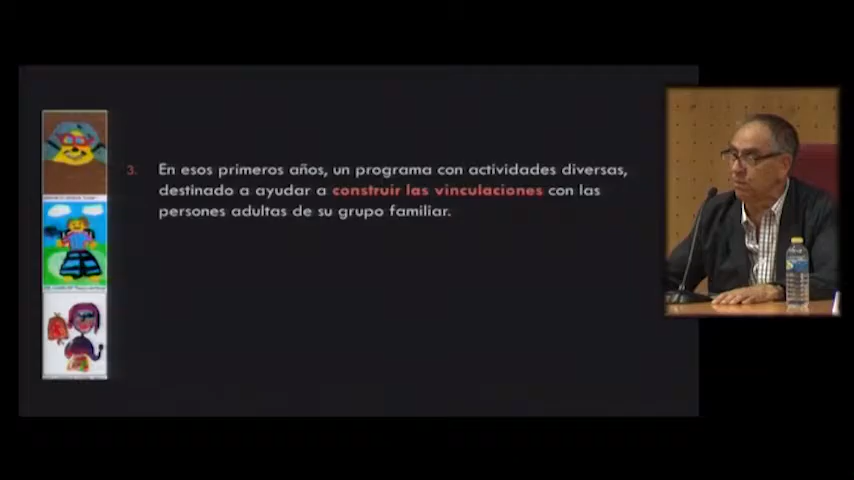 3. En esos primeros años, un programa con actividades diversas,
destinado a ayudar a construir las vinculaciones con las
persones adultas de su grupo familiar.